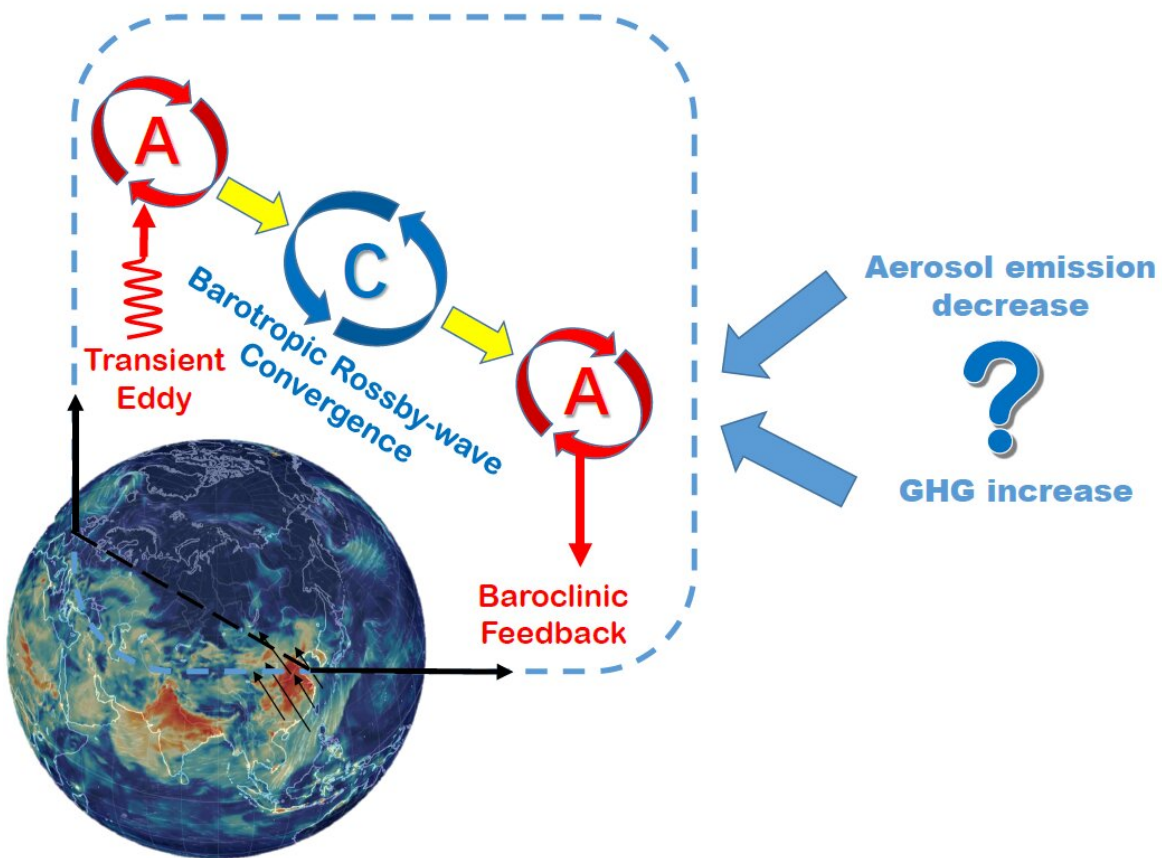 A
C
A
Transient
Eddy
Barotropic Rossby-wave
Convergence
Baroclinic
Feedback
Aerosol emission
decrease
?
GHG increase